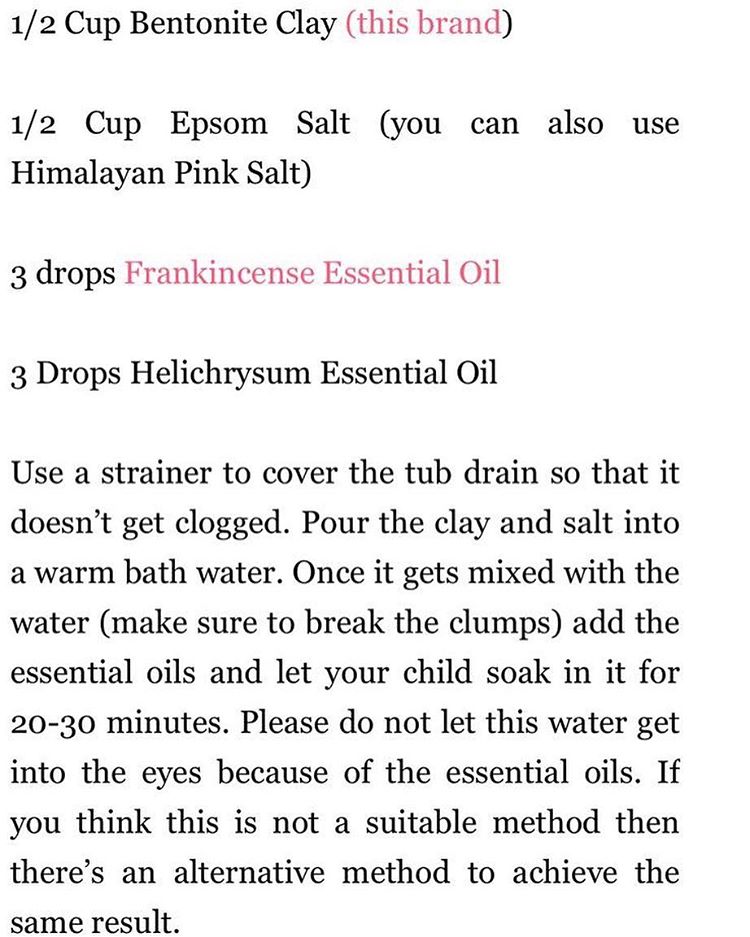 1/2 Cup Bentonite Clay (this brand)
1/2 Cup Epsom Salt (you can also use
Himalayan Pink Salt)
3 drops Frankincense Essential Oil
3 Drops Helichrysum Essential Oil
Use a strainer to cover the tub drain so that it
doesn’t get clogged. Pour the clay and salt into
a warm bath water. Once it gets mixed with the
water (make sure to break the clumps) add the
essential oils and let your child soak in it for
20-30 minutes. Please do not let this water get
into the eyes because of the essential oils. If
you think this is not a suitable method then
there’s an alternative method to achieve the
same result.